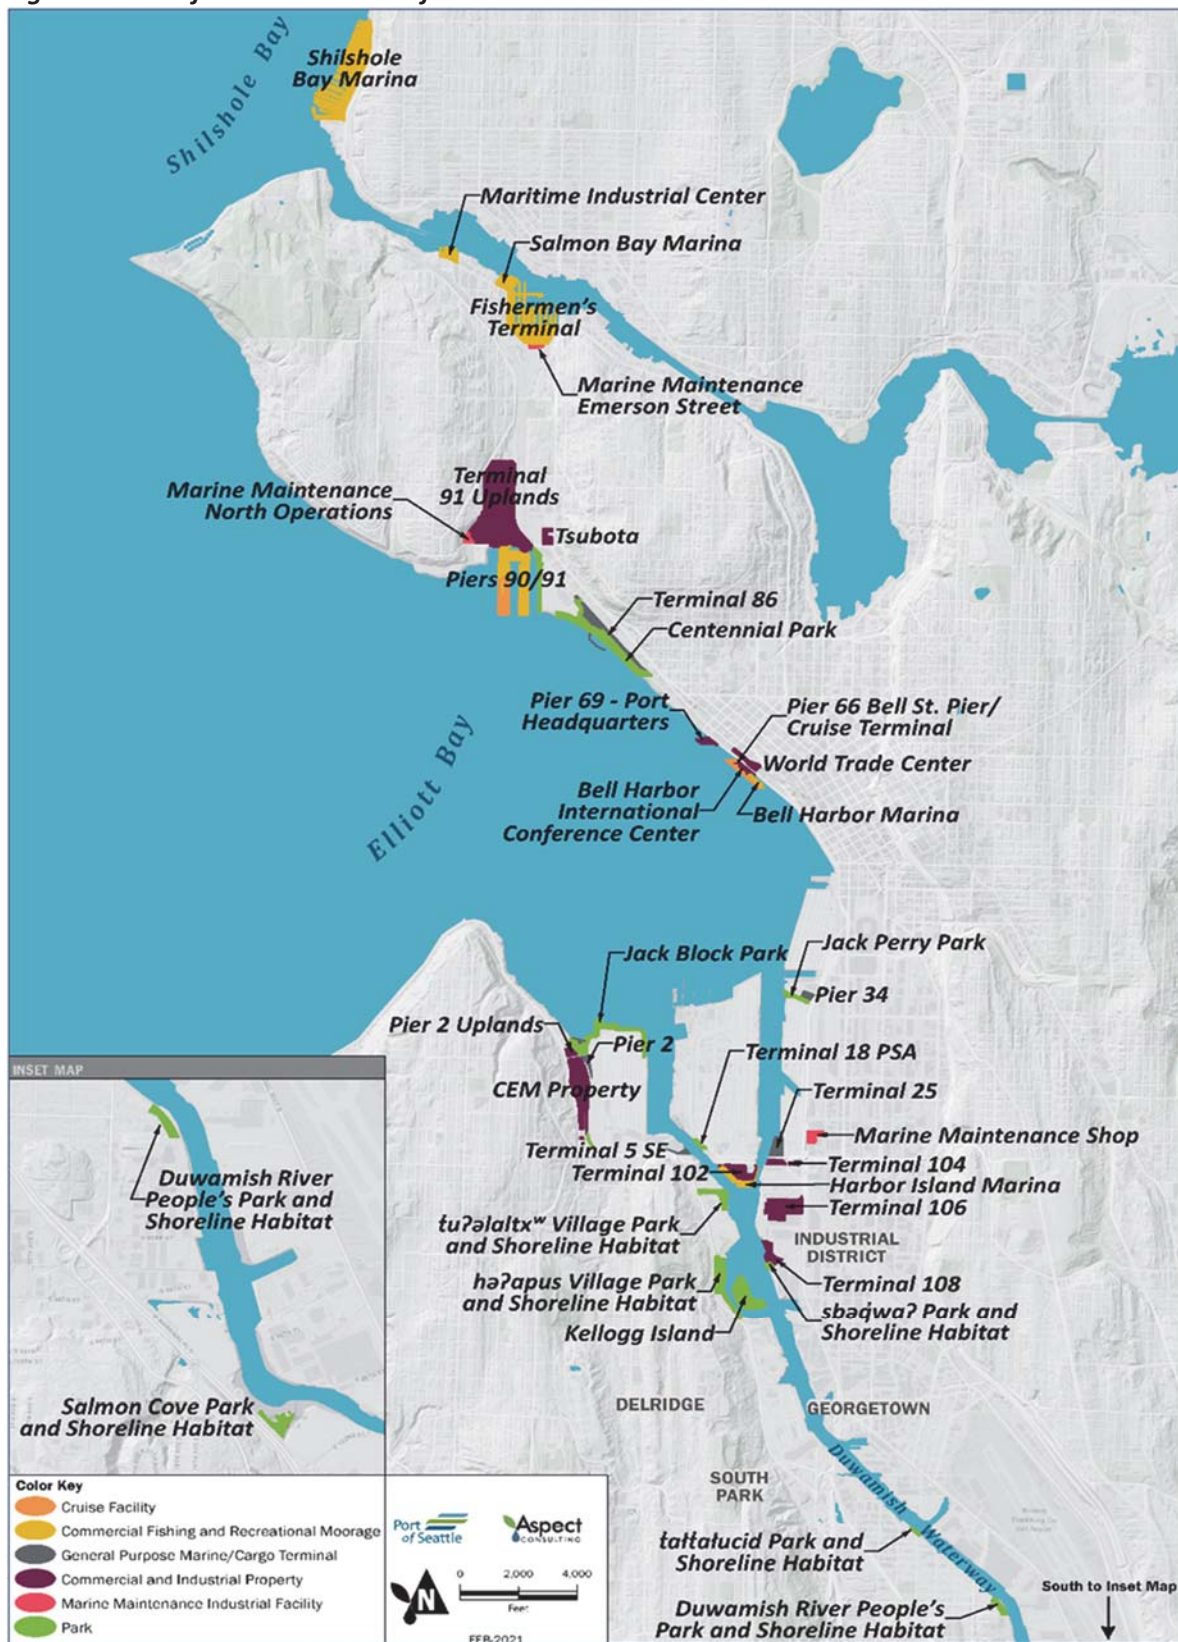 Shilshole Bay
Shilshole
Bay Marina
Maritime Industrial Center
Salmon Bay Marina
Fishermen's
Terminal
Marine Maintenance
Emerson Street
Terminal
91 Uplands
Marine Maintenance
North Operations
Tsubota
Piers 90/91
Terminal 86
Centennial Park
Pier 69 - Port
Headquarters
Pier 66 Bell St. Pier/
Cruise Terminal
World Trade Center
Bell Harbor
International
Conference Center
Bell Harbor Marina
Elliott Bay
Jack Perry Park
Jack Block Park
Pier 34
Pier 2 Uplands
Pier 2
Terminal 18 PSA
CEM Property
Terminal 25
Marine Maintenance Shop
Terminal 5 SE
Terminal 102
Terminal 104
Harbor Island Marina
Terminal 106
t̓uʔəlaltxʷ Village Park
and Shoreline Habitat
INDUSTRIAL
DISTRICT
həʔapus Village Park
and Shoreline Habitat
Terminal 108
Kellogg Island
sbəq̓waʔ Park and
Shoreline Habitat
DELRIDGE
GEORGETOWN
SOUTH
PARK
Duwamish Waterway
t̓ałt̓ałucid Park and
Shoreline Habitat
Duwamish River People's
Park and Shoreline Habitat
South to Inset Map
INSET MAP
Duwamish River
People's Park and
Shoreline Habitat
Salmon Cove Park
and Shoreline Habitat
Color Key
Cruise Facility
Commercial Fishing and Recreational Moorage
General Purpose Marine/Cargo Terminal
Commercial and Industrial Property
Marine Maintenance Industrial Facility
Park
Port
of Seattle
Aspect
CONSULTING
N
0 2,000 4,000
Feet
FEB-2021